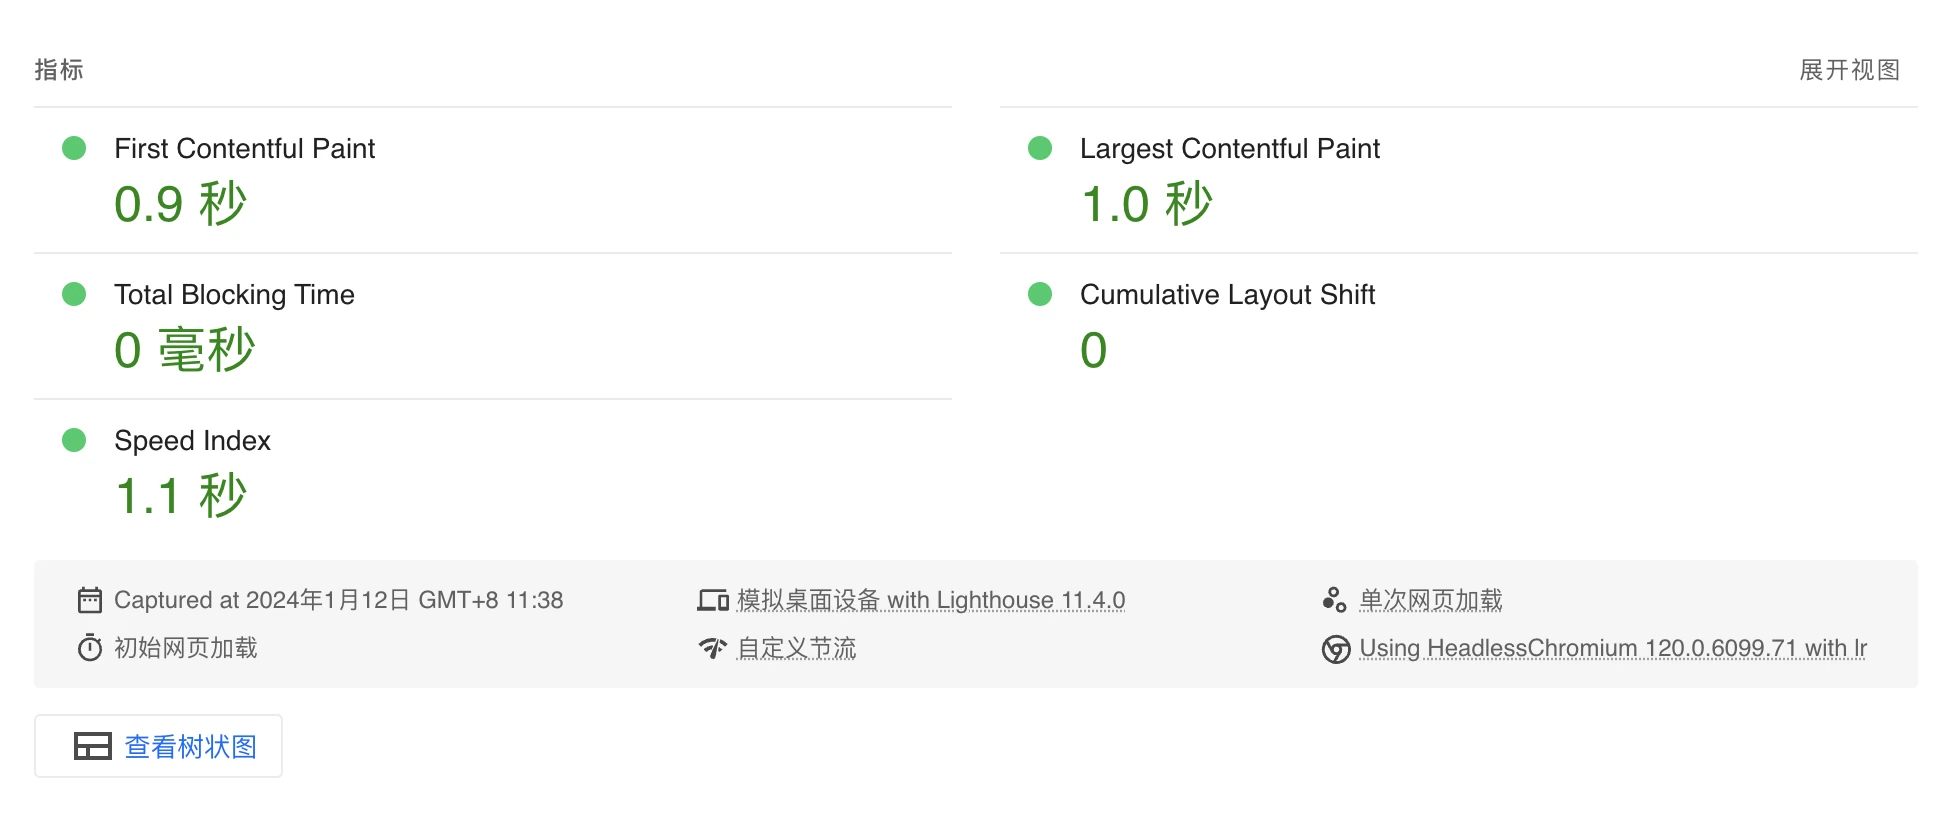 指标
展开视图
First Contentful Paint
0.9 秒
Largest Contentful Paint
1.0 秒
Total Blocking Time
0 毫秒
Cumulative Layout Shift
0
Speed Index
1.1 秒
Captured at 2024年1月12日 GMT+8 11:38
模拟桌面设备 with Lighthouse 11.4.0
单次网页加载
初始网页加载
自定义节流
Using HeadlessChromium 120.0.6099.71 with lr
查看树状图